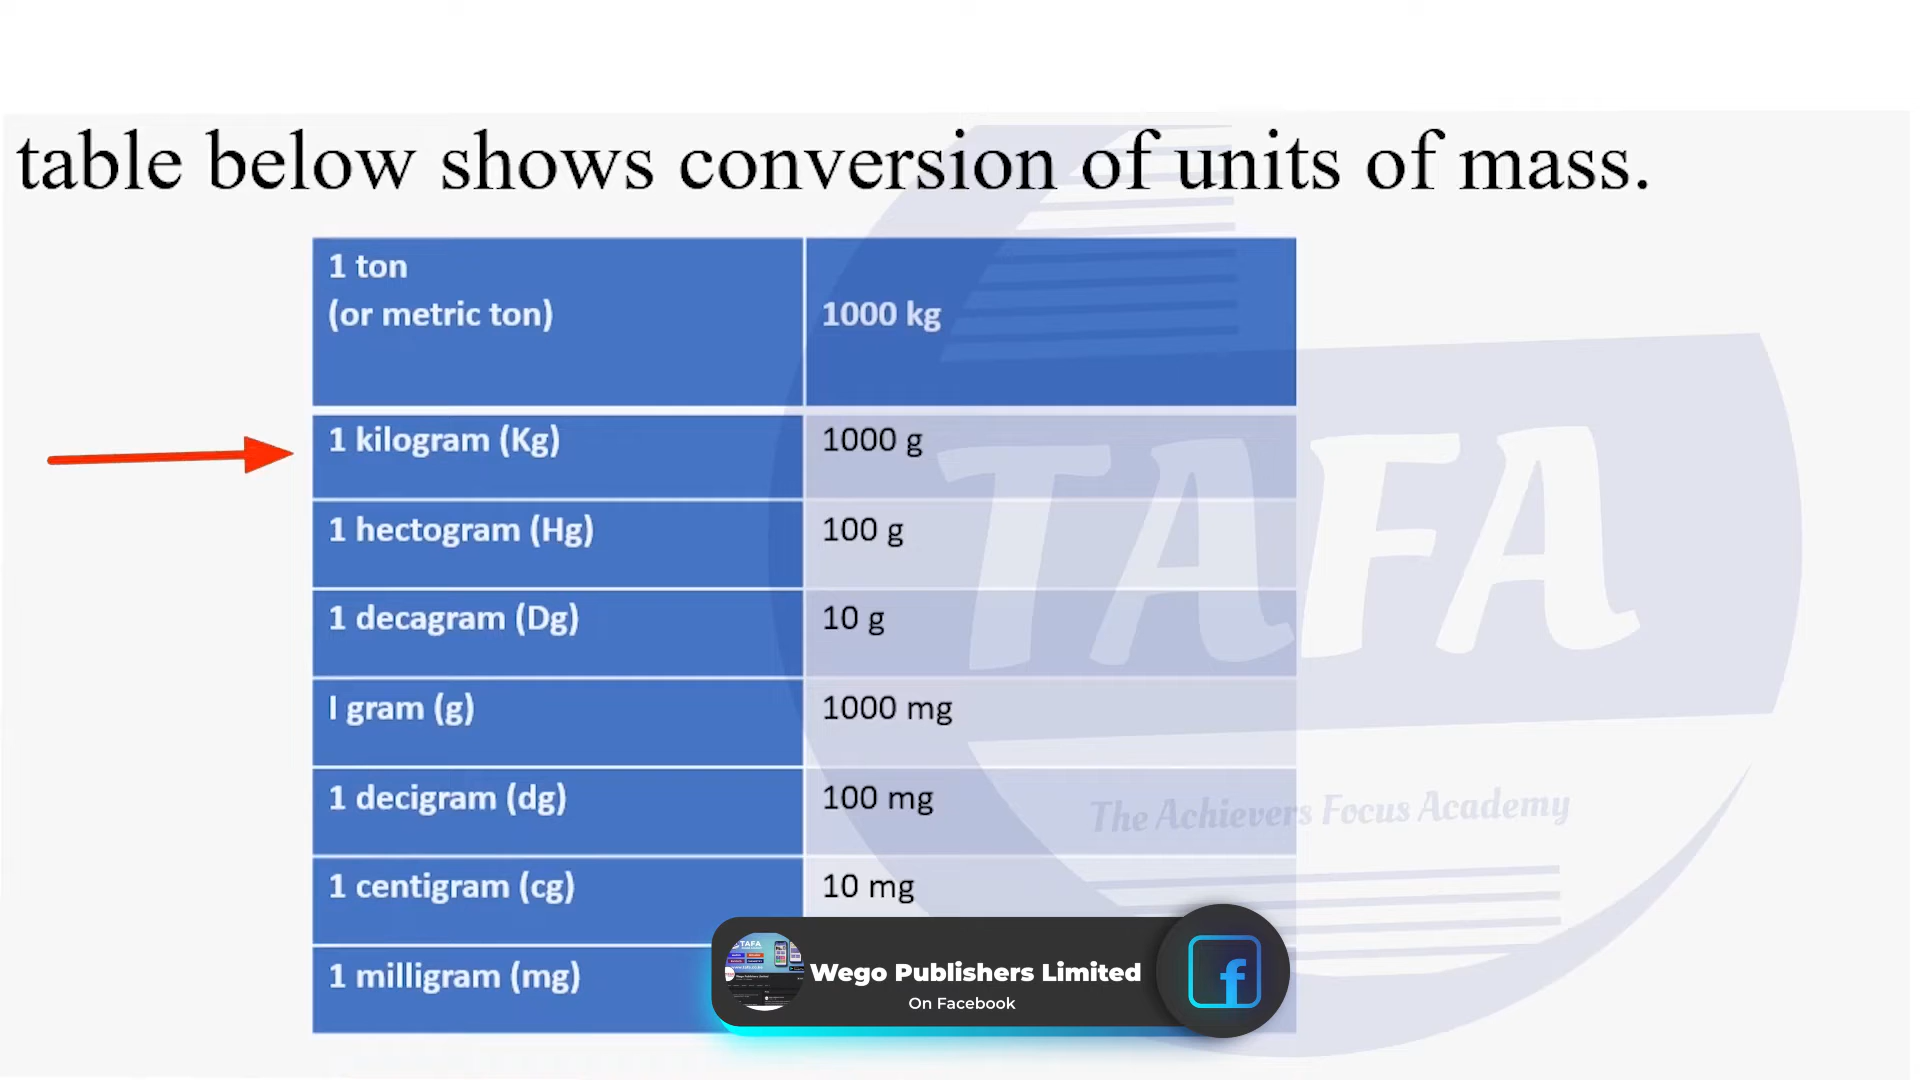 table below shows conversion of units of mass.
1 ton
(or metric ton)
1000 kg
1 kilogram (Kg)
1000 g
1 hectogram (Hg)
100 g
1 decagram (Dg)
10 g
I gram (g)
1000 mg
1 decigram (dg)
100 mg
1 centigram (cg)
10 mg
1 milligram (mg)
TAFA
The Achievers Focus Academy
TAFA
Wego Publishers Limited
On Facebook